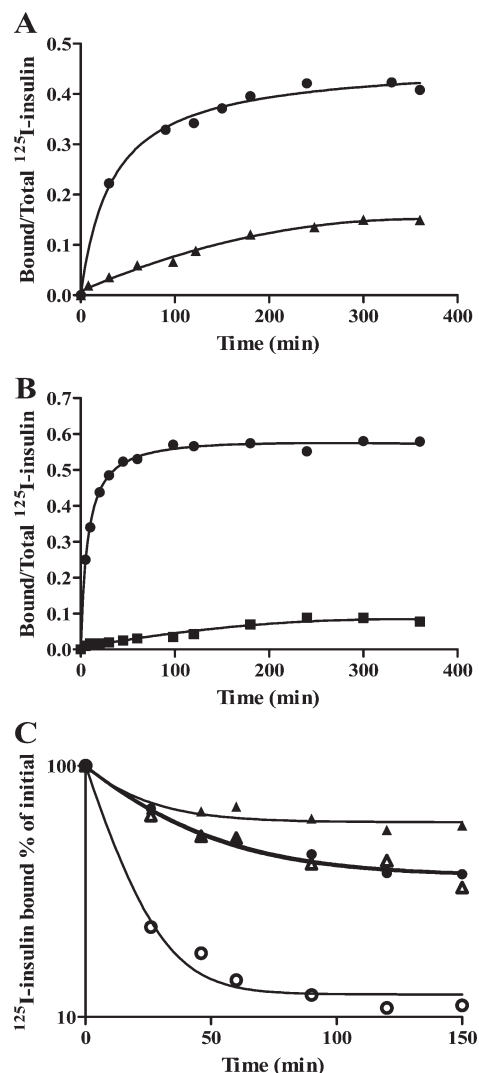 A
Bound/Total ¹²⁵I-insulin
0.5
0.4
0.3
0.2
0.1
0.0
0 100 200 300 400
Time (min)
B
Bound/Total ¹²⁵I-insulin
0.7
0.6
0.5
0.4
0.3
0.2
0.1
0.0
0 100 200 300 400
Time (min)
C
¹²⁵I-insulin bound % of initial
100
10
0 50 100 150
Time (min)